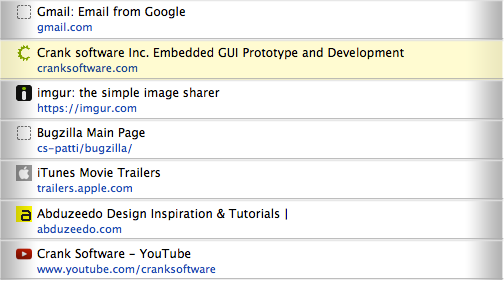 Gmail: Email from Google
gmail.com
Crank software Inc. Embedded GUI Prototype and Development
cranksoftware.com
imgur: the simple image sharer
https://imgur.com
Bugzilla Main Page
cs-patti/bugzilla/
iTunes Movie Trailers
trailers.apple.com
Abduzeedo Design Inspiration & Tutorials |
abduzeedo.com
Crank Software - YouTube
www.youtube.com/cranksoftware